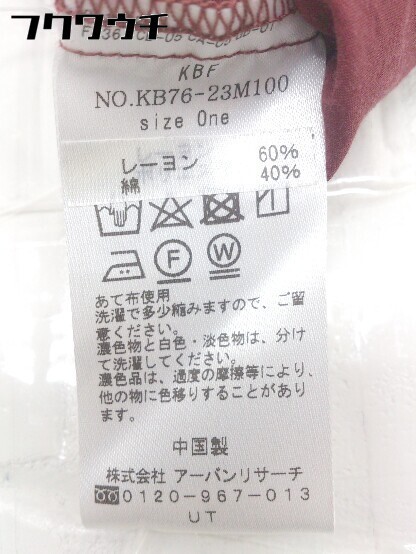 フクワウチ
KBF
NO.KB76-23M100
size One
レーヨン 60%
綿 40%
F
W
あて布使用
洗濯で多少縮みますので、ご留
意ください。
濃色物と白色・淡色物は、分け
て洗濯してください。
濃色品は、過度の摩擦等により、
他の物に色移りすることがあり
ます。
中国製
株式会社 アーバンリサーチ
0120-967-013
UT